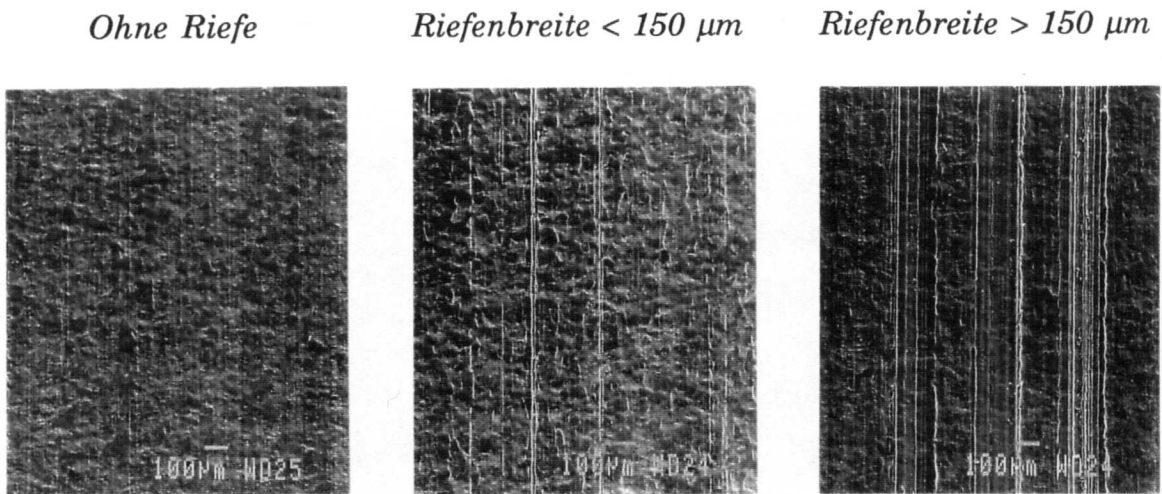 Ohne Riefe
Riefenbreite < 150 μm
Riefenbreite > 150 μm
100μm WD25
100μm WD24
100μm WD24